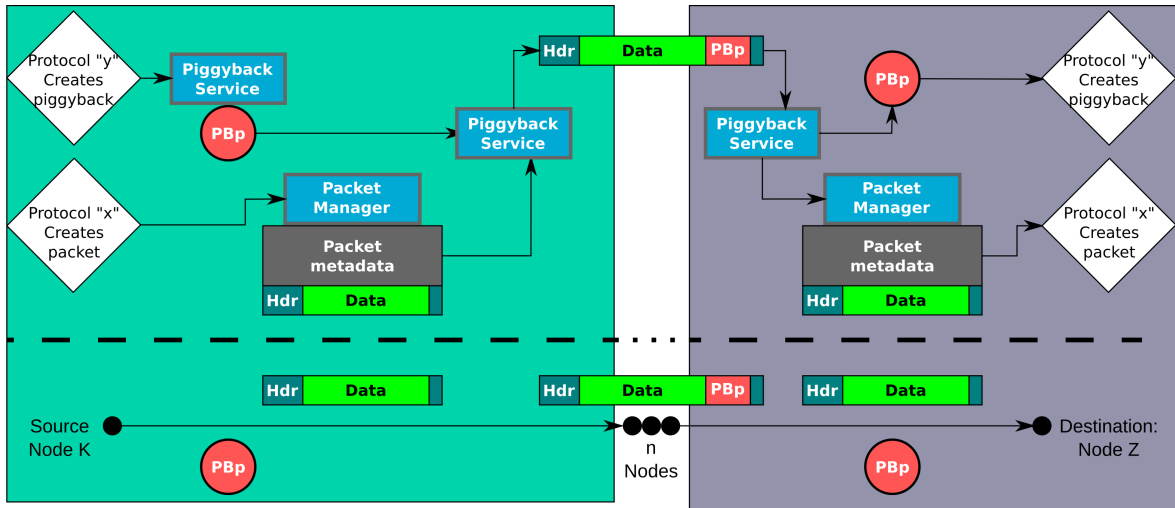 Protocol "y"
Creates
piggyback
Piggyback
Service
PBp
Piggyback
Service
Protocol "x"
Creates
packet
Packet
Manager
Packet
metadata
Hdr Data
Hdr Data PBp
Piggyback
Service
PBp
Protocol "y"
Creates
piggyback
Packet
Manager
Packet
metadata
Hdr Data
Protocol "x"
Creates
packet
Hdr Data
Hdr Data PBp
Hdr Data
Source
Node K
n
Nodes
Destination:
Node Z
PBp
PBp